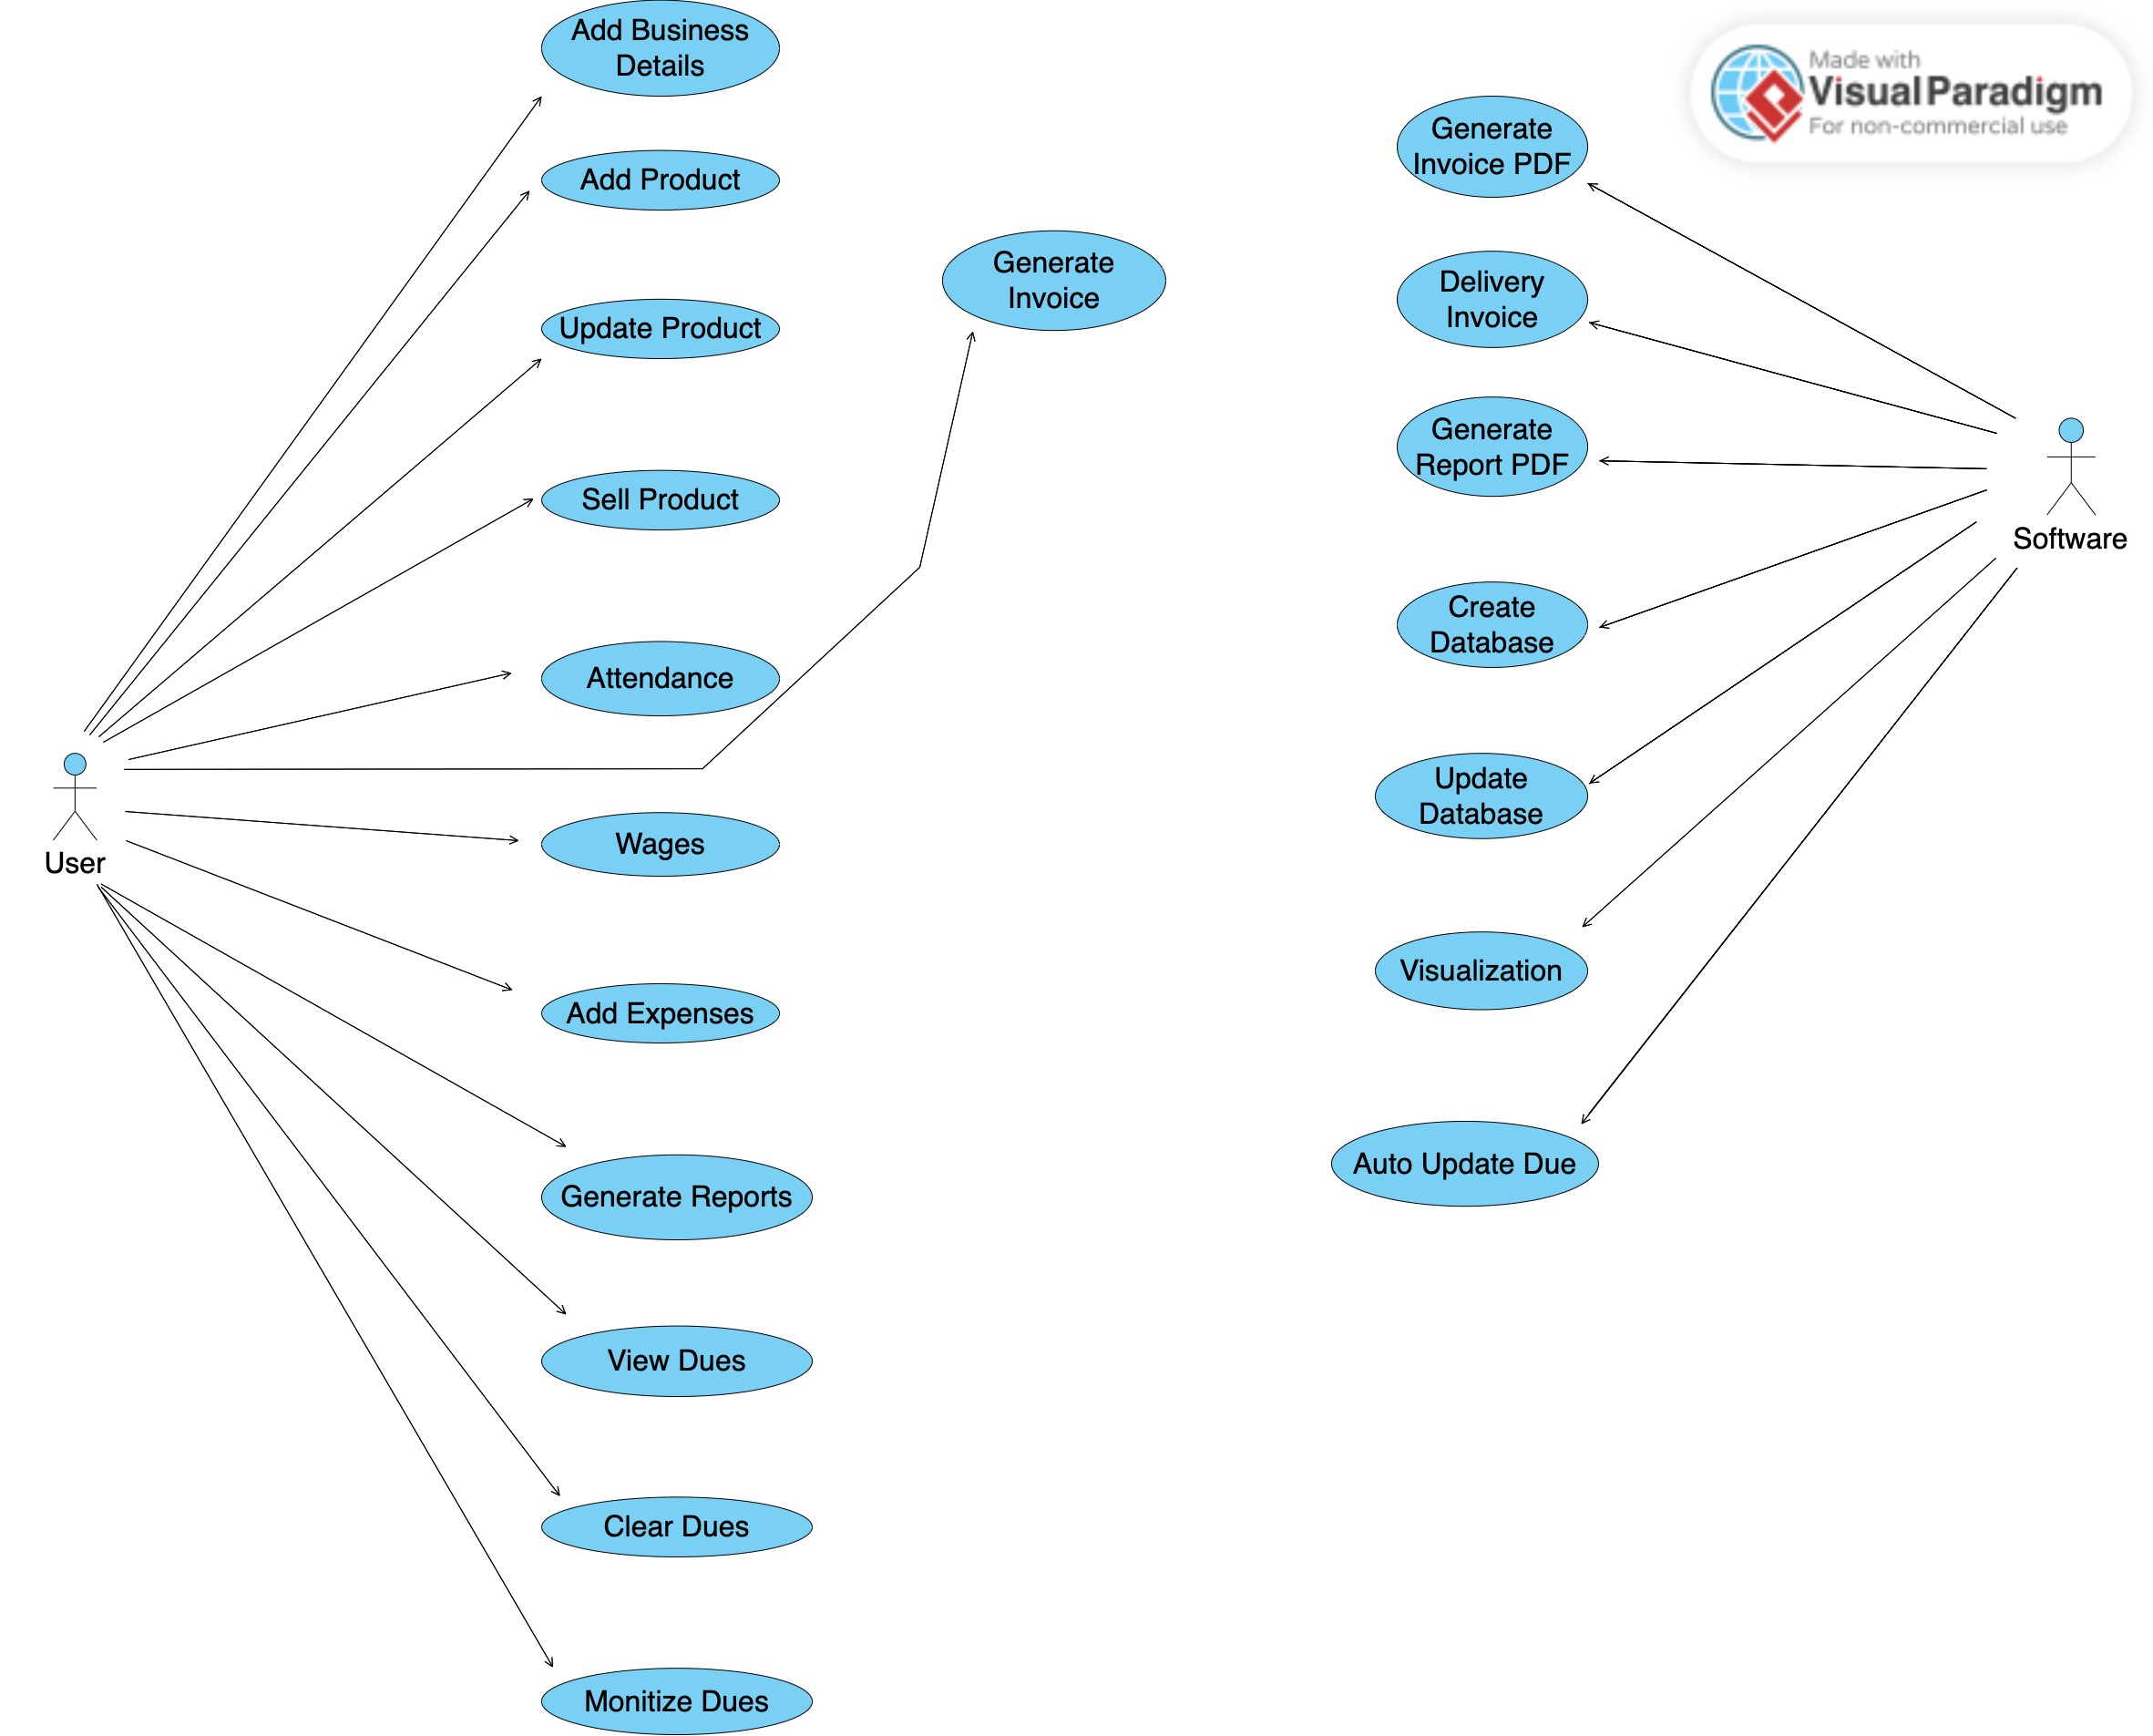 Add Business
Details
Add Product
Update Product
Sell Product
Attendance
Wages
Add Expenses
Generate Reports
View Dues
Clear Dues
Monitize Dues
User
Generate
Invoice
Generate
Invoice PDF
Delivery
Invoice
Generate
Report PDF
Create
Database
Update
Database
Visualization
Auto Update Due
Software
Made with
Visual Paradigm
For non-commercial use